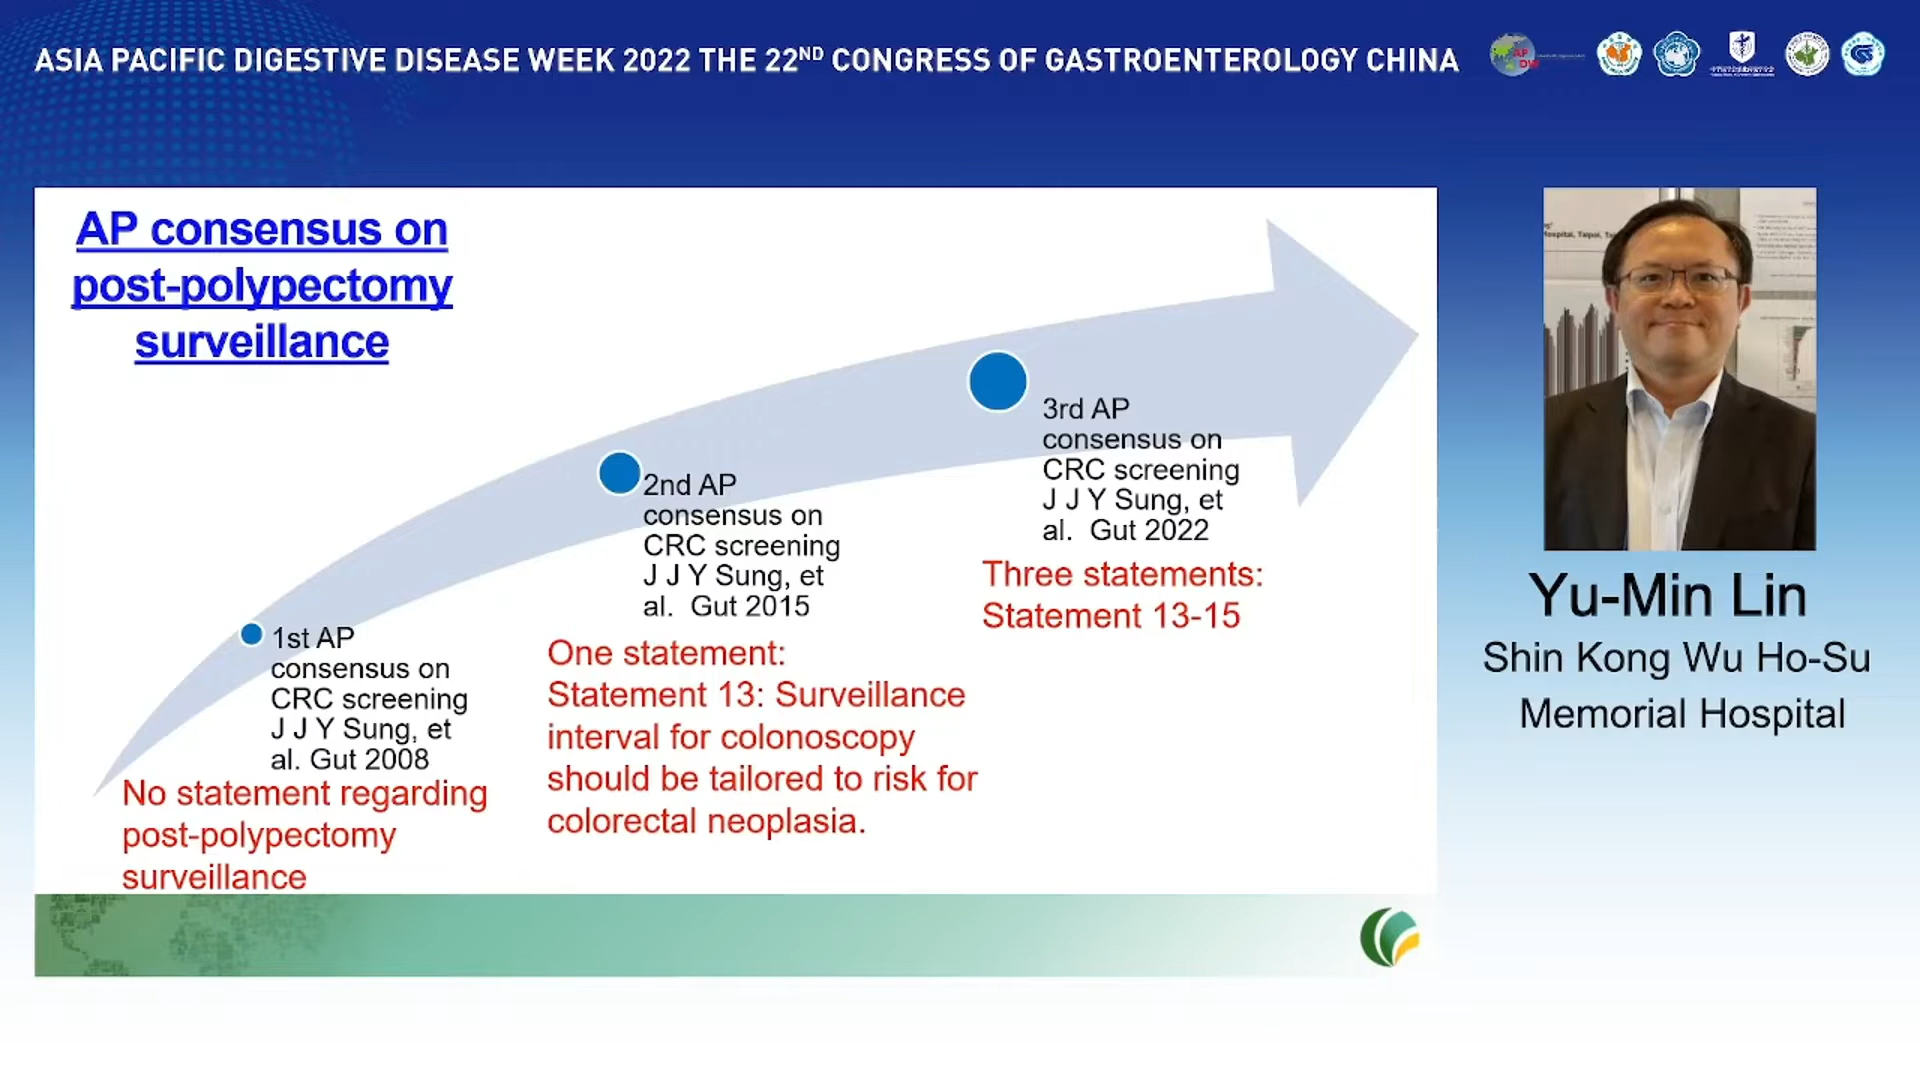 ASIA PACIFIC DIGESTIVE DISEASE WEEK 2022 THE 22ND CONGRESS OF GASTROENTEROLOGY CHINA
AP consensus on
post-polypectomy
surveillance
1st AP
consensus on
CRC screening
J J Y Sung, et
al. Gut 2008
No statement regarding
post-polypectomy
surveillance
2nd AP
consensus on
CRC screening
J J Y Sung, et
al. Gut 2015
One statement:
Statement 13: Surveillance
interval for colonoscopy
should be tailored to risk for
colorectal neoplasia.
3rd AP
consensus on
CRC screening
J J Y Sung, et
al. Gut 2022
Three statements:
Statement 13-15
Yu-Min Lin
Shin Kong Wu Ho-Su
Memorial Hospital